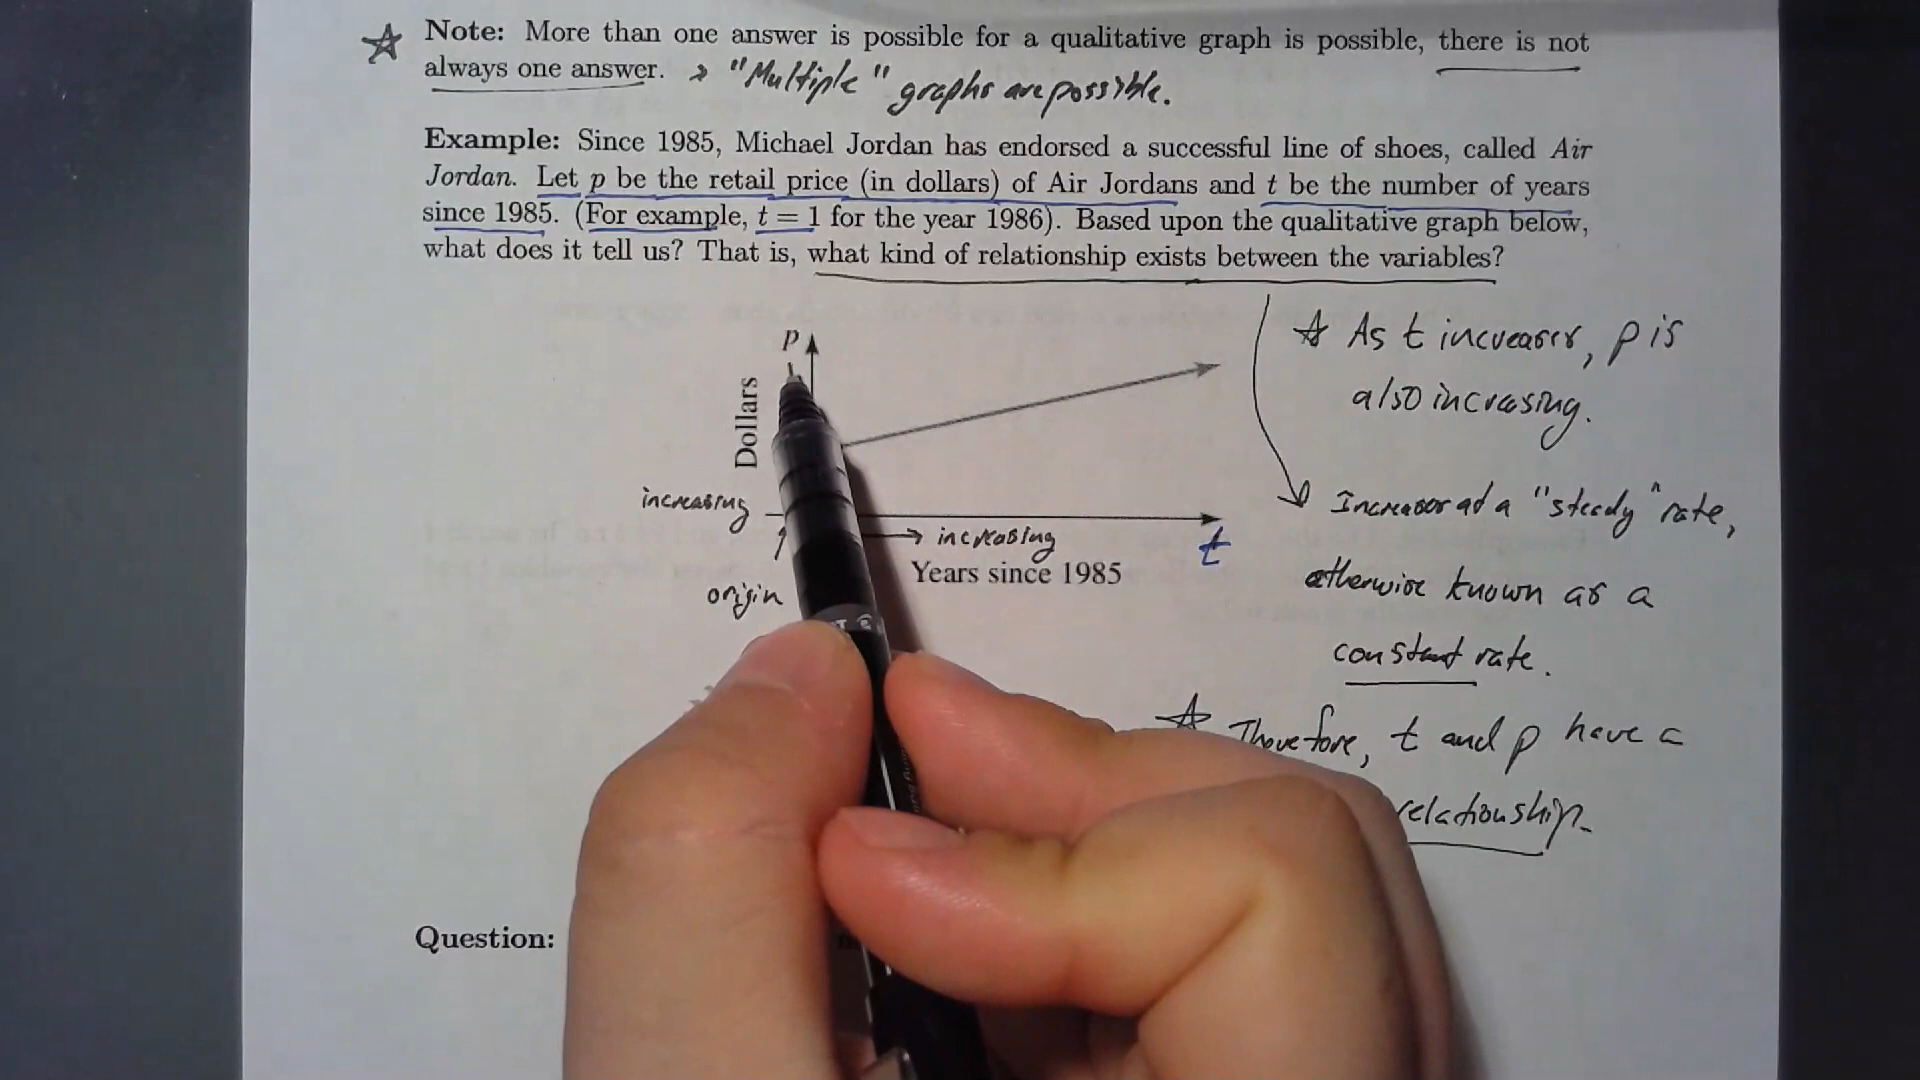 Note: More than one answer is possible for a qualitative graph is possible, there is not
always one answer. → "Multiple" graphs are possible.
Example: Since 1985, Michael Jordan has endorsed a successful line of shoes, called Air
Jordan. Let p be the retail price (in dollars) of Air Jordans and t be the number of years
since 1985. (For example, t = 1 for the year 1986). Based upon the qualitative graph below,
what does it tell us? That is, what kind of relationship exists between the variables?
p
Dollars
increasing
origin
→ increasing
t
Years since 1985
As t increases, p is
also increasing.
Increases at a "steady" rate,
otherwise known as a
constant rate.
Therefore, t and p have a
relationship.
Question: